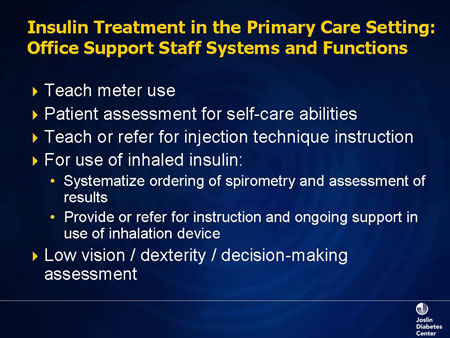 Insulin Treatment in the Primary Care Setting:
Office Support Staff Systems and Functions
Teach meter use
Patient assessment for self-care abilities
Teach or refer for injection technique instruction
For use of inhaled insulin:
• Systematize ordering of spirometry and assessment of
results
• Provide or refer for instruction and ongoing support in
use of inhalation device
Low vision / dexterity / decision-making
assessment
Joslin
Diabetes
Center